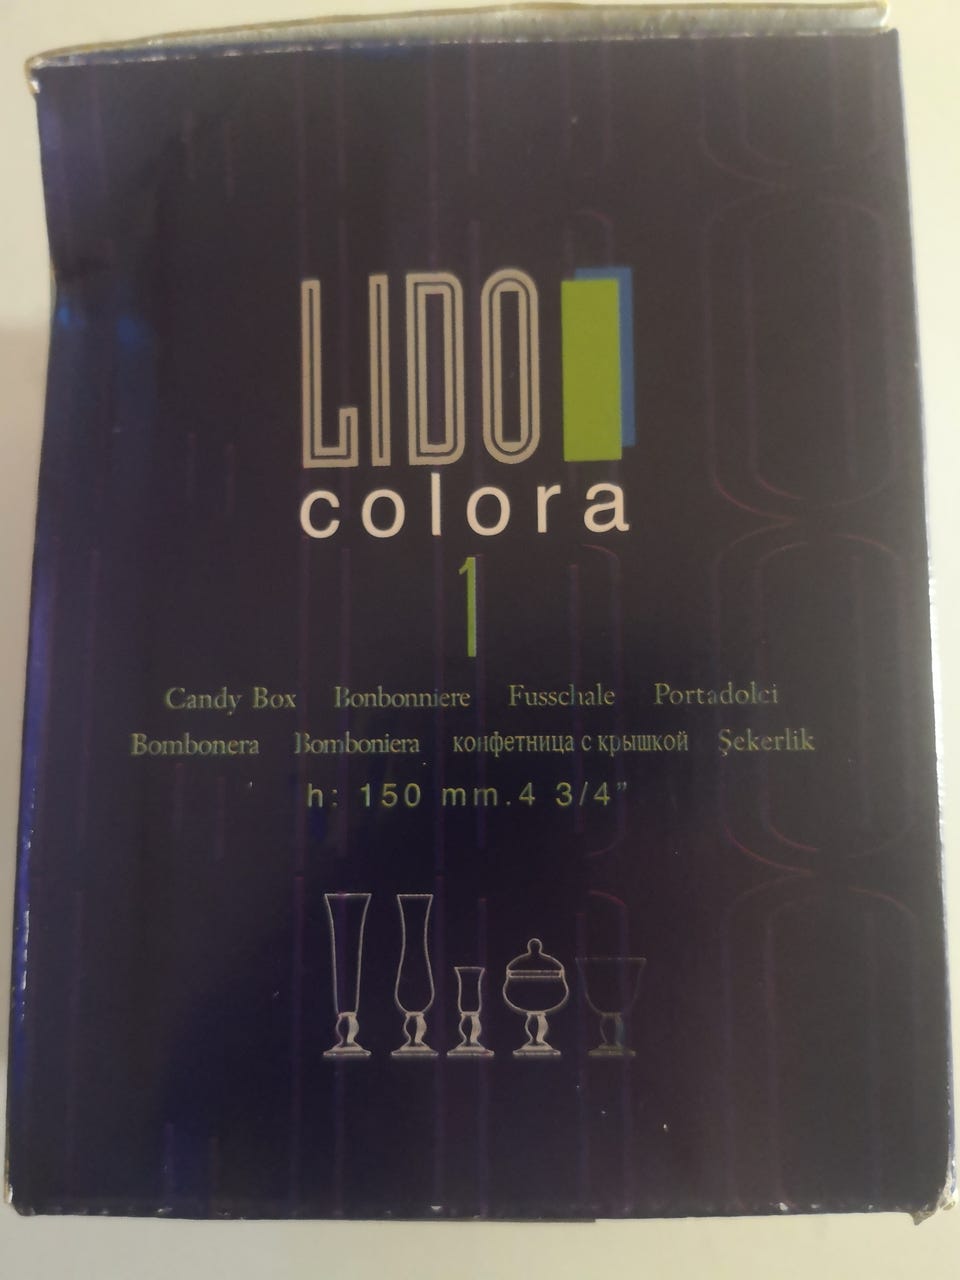 LIDO
colora
1
Candy Box Bonbonniere Fusschale Portadolci
Bombonera Bomboniera конфетница с крышкой Şekerlik
h: 150 mm.4 3/4”